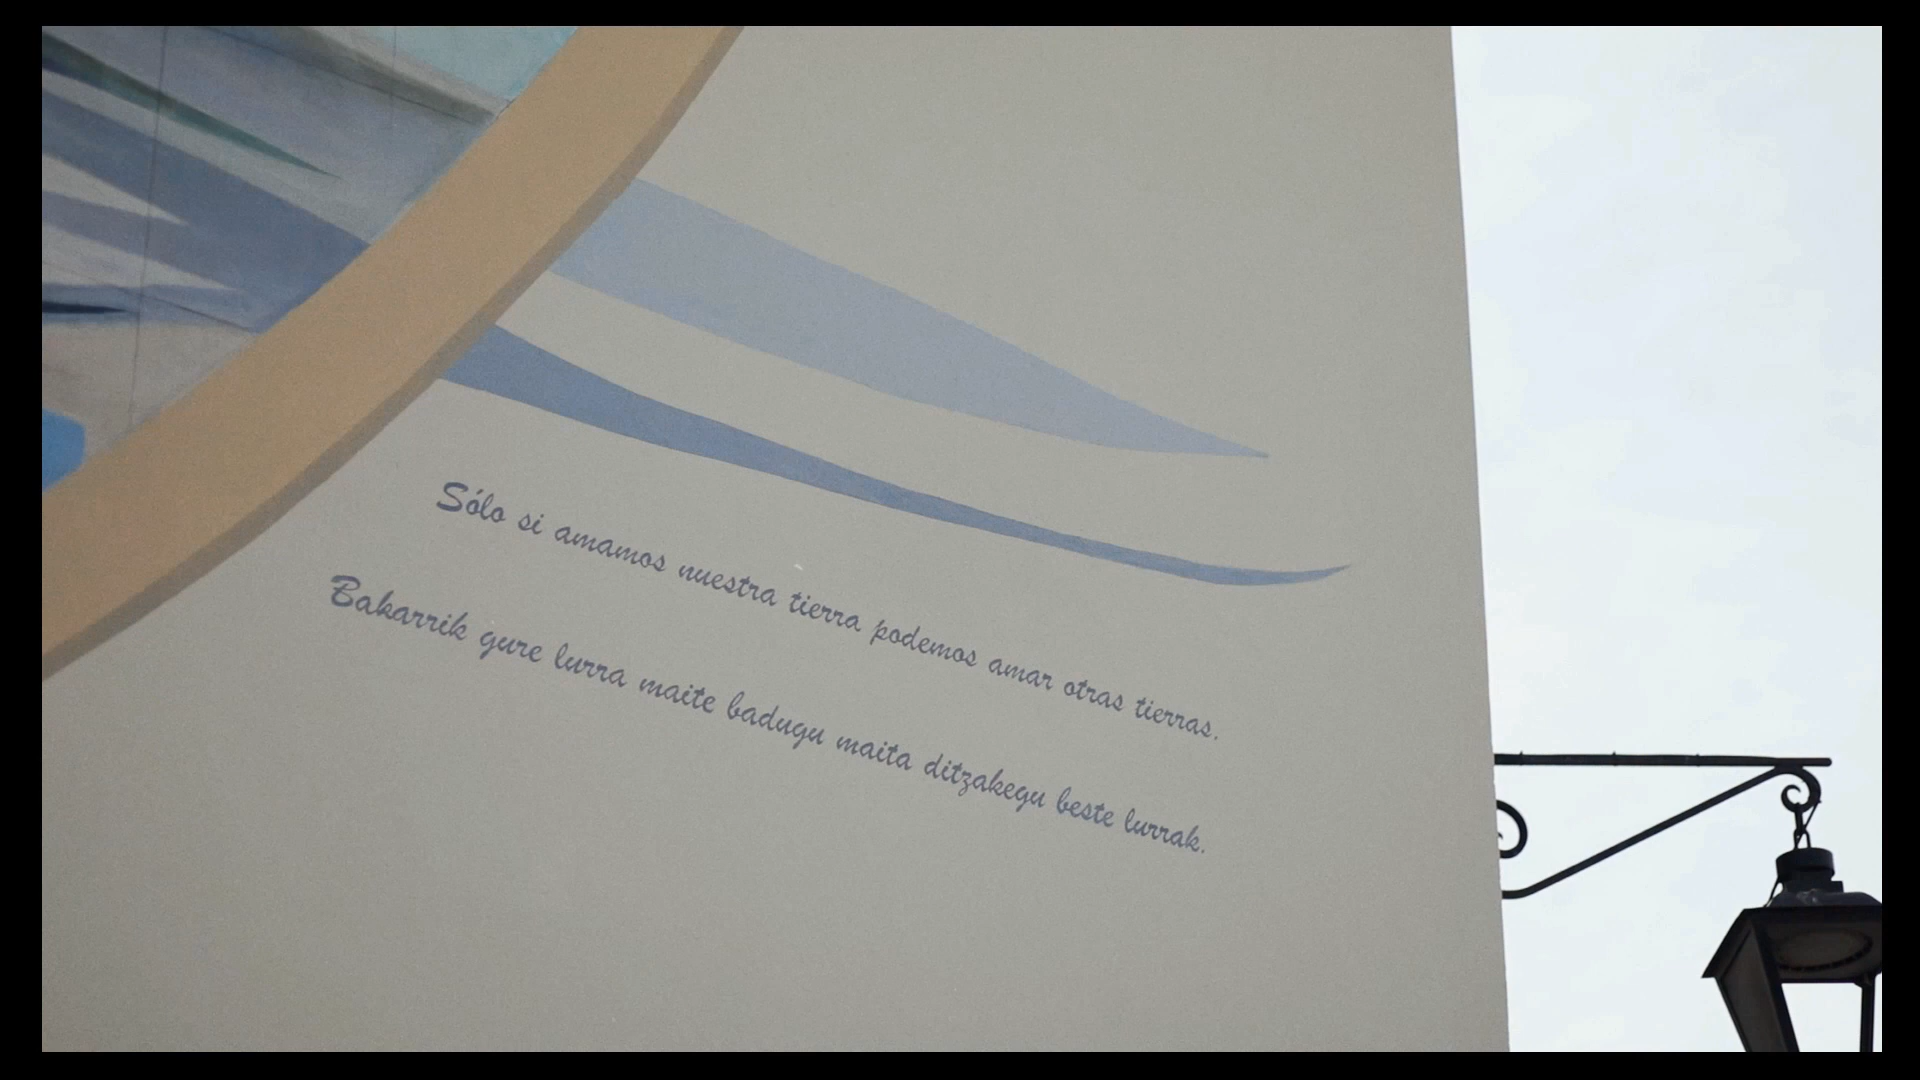 Sólo si amamos nuestra tierra podemos amar otras tierras.
Bakarrik gure lurra maite badugu maita ditzakegu beste lurrak.